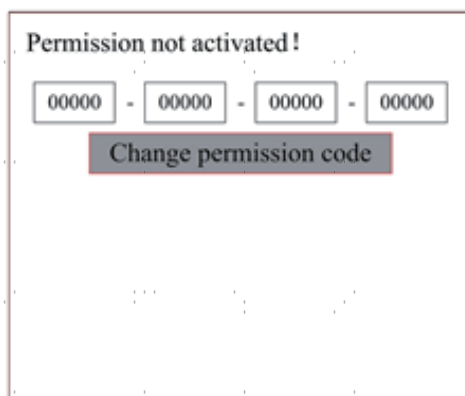 Permission not activated!
00000 - 00000 - 00000 - 00000
Change permission code